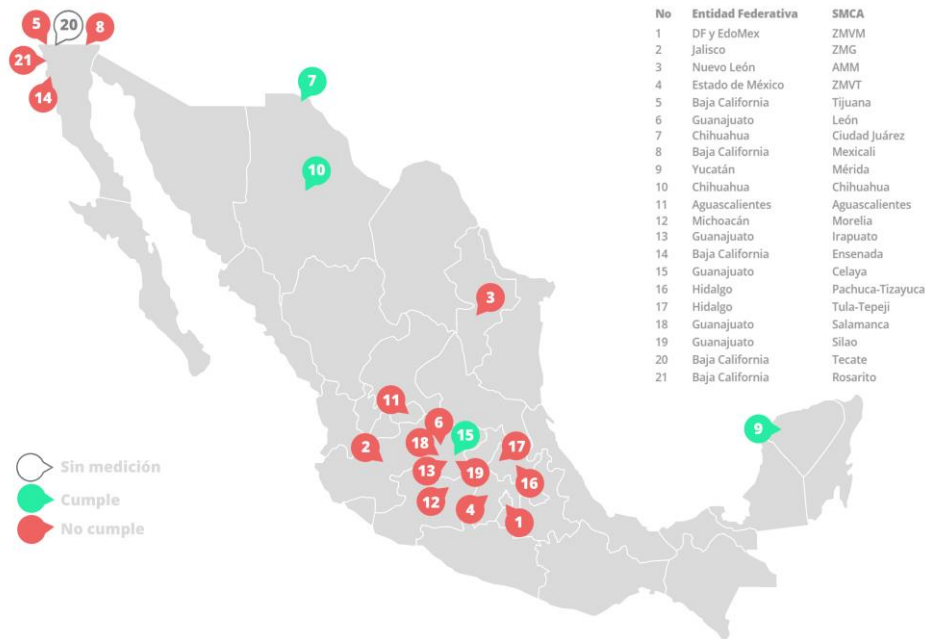 5
20
8
21
14
7
10
3
11
6
2
18
15
17
13
19
16
12
4
1
9
Sin medición
Cumple
No cumple
No Entidad Federativa SMCA
1 DF y EdoMex ZMVM
2 Jalisco ZMG
3 Nuevo León AMM
4 Estado de México ZMVT
5 Baja California Tijuana
6 Guanajuato León
7 Chihuahua Ciudad Juárez
8 Baja California Mexicali
9 Yucatán Mérida
10 Chihuahua Chihuahua
11 Aguascalientes Aguascalientes
12 Michoacán Morelia
13 Guanajuato Irapuato
14 Baja California Ensenada
15 Guanajuato Celaya
16 Hidalgo Pachuca-Tizayuca
17 Hidalgo Tula-Tepeji
18 Guanajuato Salamanca
19 Guanajuato Silao
20 Baja California Tecate
21 Baja California Rosarito